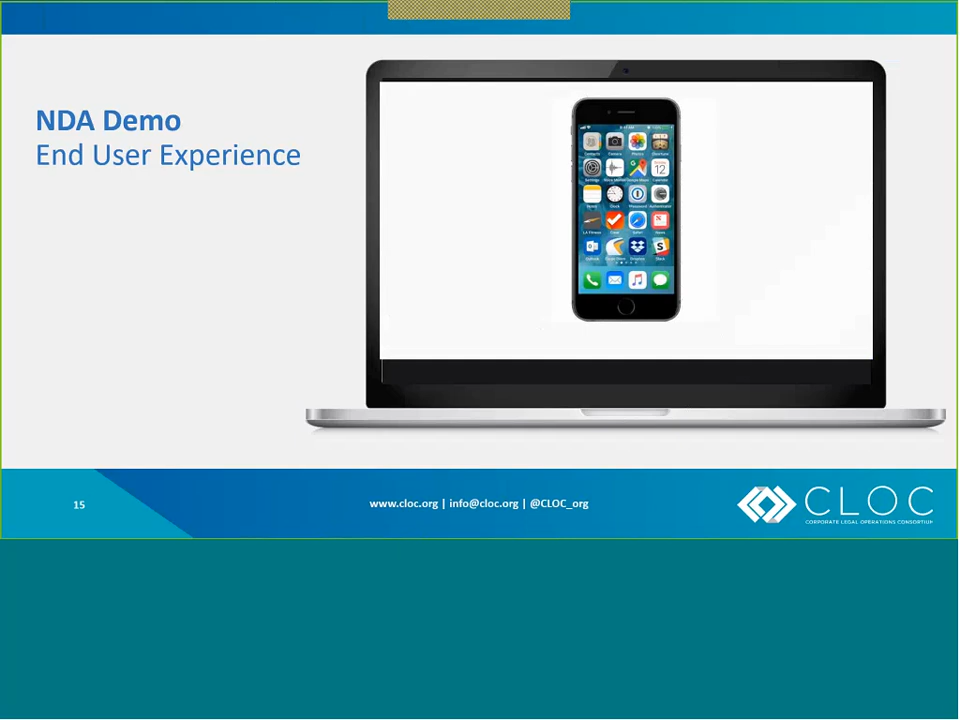 NDA Demo
End User Experience
15
www.cloc.org | info@cloc.org | @CLOC_org
CLOC
CORPORATE LEGAL OPERATIONS CONSORTIUM